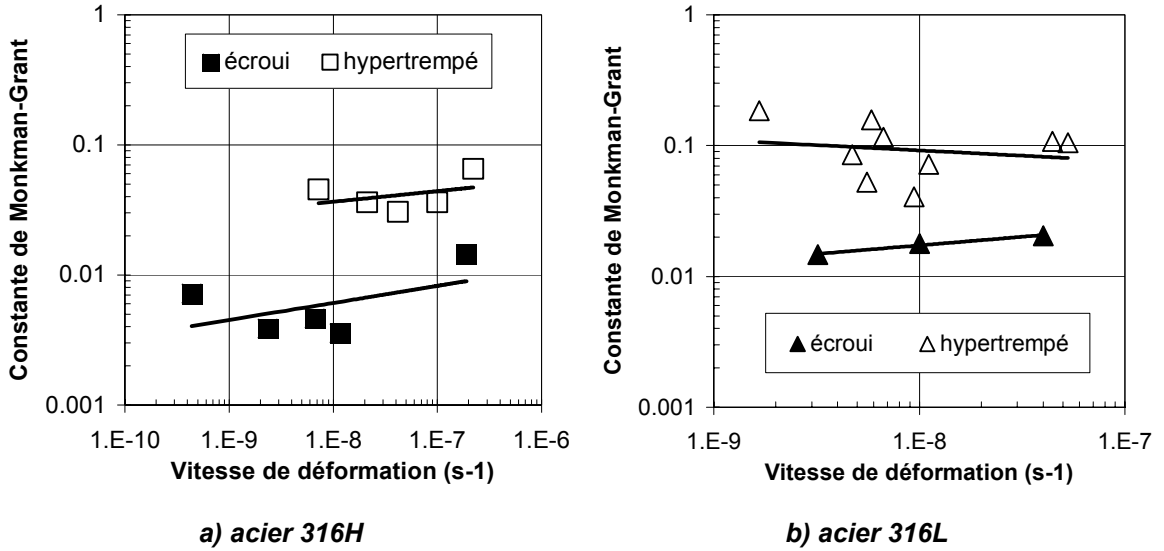 Constante de Monkman-Grant
1
0.1
0.01
0.001
écroui
hypertrempé
1.E-10
1.E-9
1.E-8
1.E-7
1.E-6
Vitesse de déformation (s-1)
a) acier 316H
Constante de Monkman-Grant
1
0.1
0.01
0.001
écroui
hypertrempé
1.E-9
1.E-8
1.E-7
Vitesse de déformation (s-1)
b) acier 316L